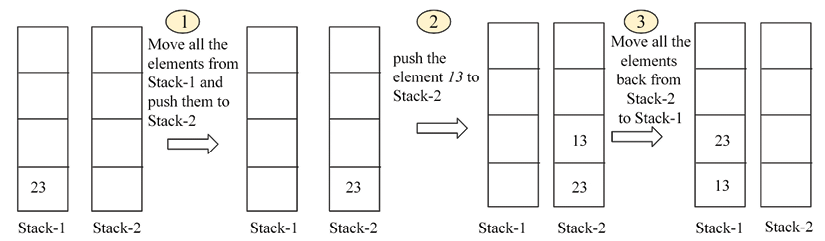 1
Move all the
elements from
Stack-1 and
push them to
Stack-2
23
23
Stack-1 Stack-2 Stack-1 Stack-2
2
push the
element 13 to
Stack-2
13
23
Stack-1 Stack-2
3
Move all the
elements
back from
Stack-2
to Stack-1
23
13
Stack-1 Stack-2